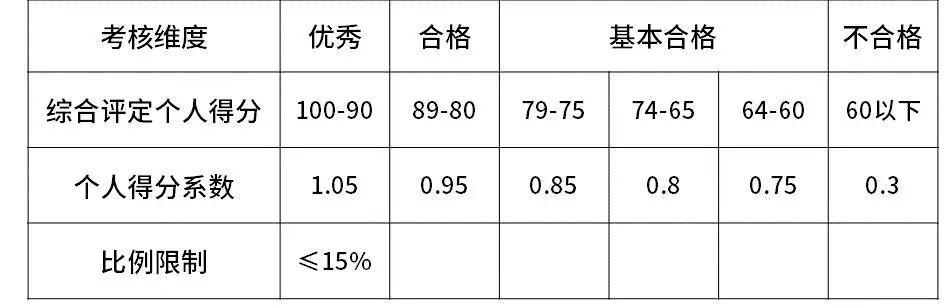 考核维度 优秀 合格 基本合格 不合格
综合评定个人得分 100-90 89-80 79-75 74-65 64-60 60以下
个人得分系数 1.05 0.95 0.85 0.8 0.75 0.3
比例限制 ≤15%